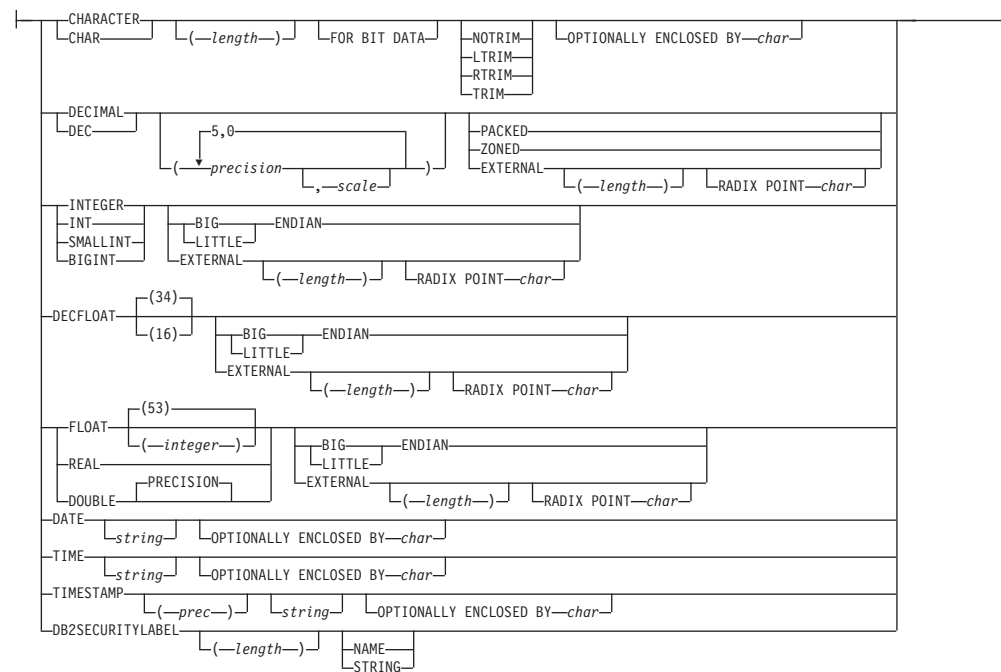 CHARACTER
CHAR ( length ) FOR BIT DATA NOTRIM OPTIONALLY ENCLOSED BY char
LTRIM
RTRIM
TRIM
DECIMAL
DEC 5,0 PACKED
( precision ) ZONED
, scale EXTERNAL
( length ) RADIX POINT char
INTEGER
INT BIG ENDIAN
SMALLINT LITTLE
BIGINT EXTERNAL
( length ) RADIX POINT char
(34)
DECFLOAT (16) BIG ENDIAN
LITTLE
EXTERNAL
( length ) RADIX POINT char
(53)
FLOAT
( integer ) BIG ENDIAN
REAL LITTLE
PRECISION EXTERNAL
DOUBLE ( length ) RADIX POINT char
DATE
string OPTIONALLY ENCLOSED BY char
TIME
string OPTIONALLY ENCLOSED BY char
TIMESTAMP
( prec ) string OPTIONALLY ENCLOSED BY char
DB2SECURITYLABEL
( length ) NAME
STRING